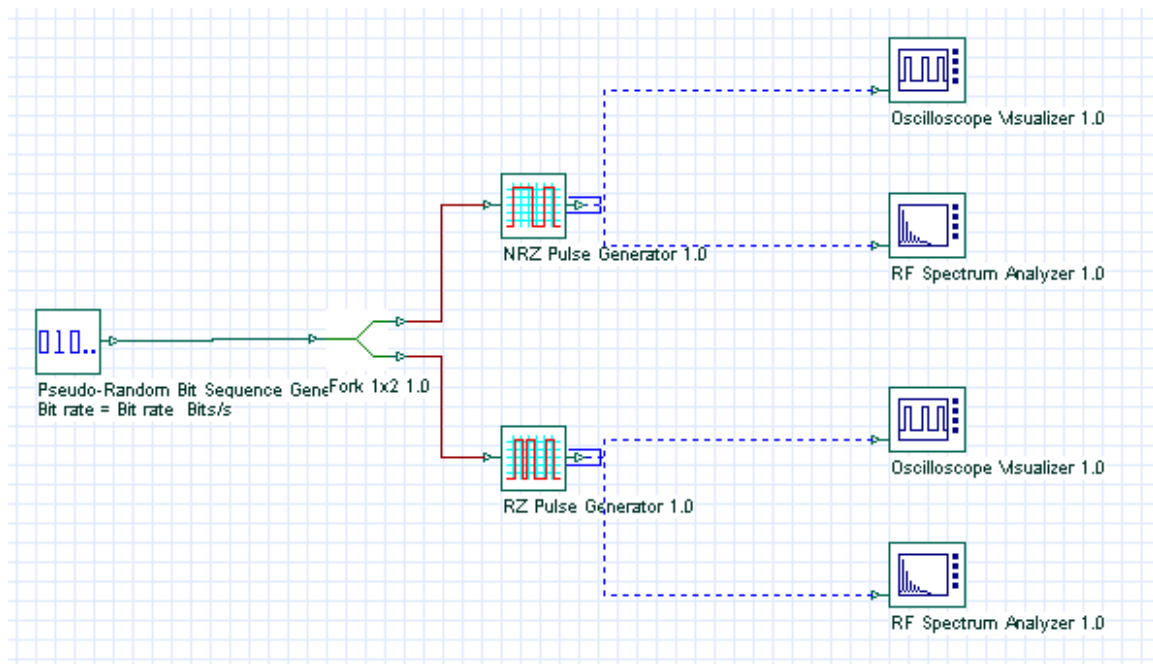 Oscilloscope Visualizer 1.0
RF Spectrum Analyzer 1.0
NRZ Pulse Generator 1.0
010..
Pseudo-Random Bit Sequence Gene
Fork 1x2 1.0
Bit rate = Bit rate Bits/s
Oscilloscope Visualizer 1.0
RZ Pulse Generator 1.0
RF Spectrum Analyzer 1.0